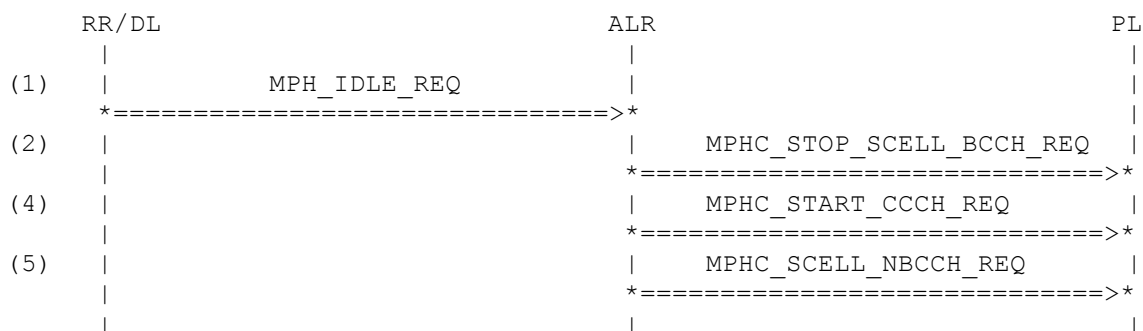 RR/DL ALR PL
| | |
(1) | MPH_IDLE_REQ | |
*===============================>* |
(2) | | MPHC_STOP_SCELL_BCCH_REQ |
| *=============================>*
(4) | | MPHC_START_CCCH_REQ |
| *=============================>*
(5) | | MPHC_SCELL_NBCCH_REQ |
| *=============================>*
| | |